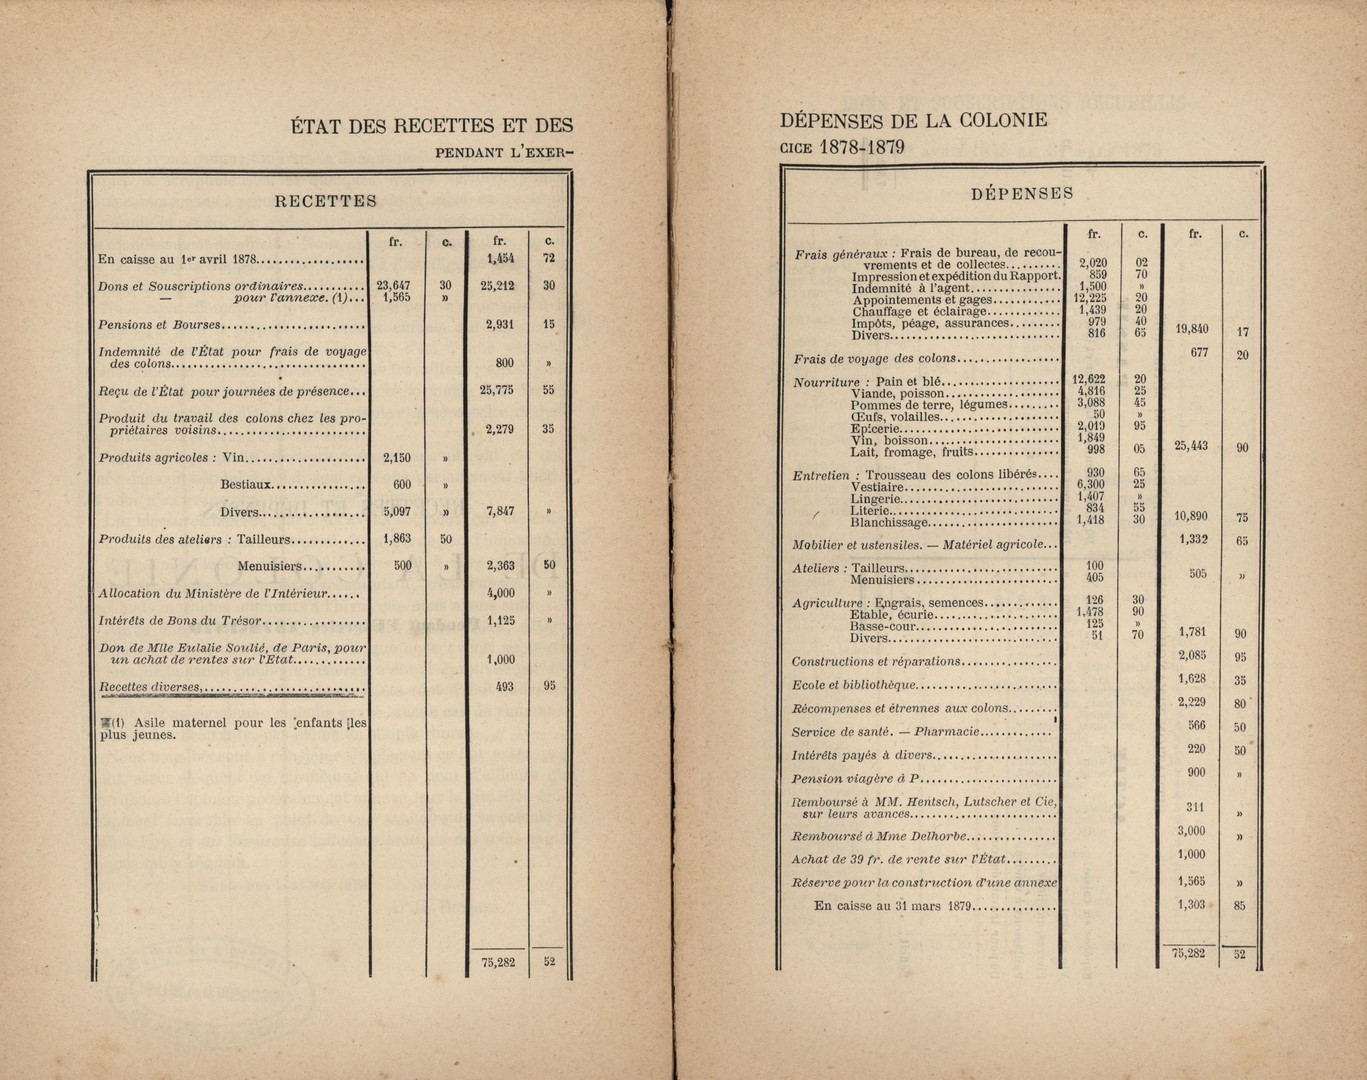 ÉTAT DES RECETTES ET DES
PENDANT L'EXER-
RECETTES
fr. c. fr. c.
En caisse au 1er avril 1878................... 1,454 72
Dons et Souscriptions ordinaires........... 23,647 30 25,212 30
— pour l'annexe. (1)... 1,565 »
Pensions et Bourses........................ 2,931 15
Indemnité de l'État pour frais de voyage
des colons.................................. 800 »
Reçu de l'État pour journées de présence... 25,775 55
Produit du travail des colons chez les pro-
priétaires voisins......................... 2,279 35
Produits agricoles : Vin.................... 2,150 »
Bestiaux................ 600 »
Divers.................. 5,097 » 7,847 »
Produits des ateliers : Tailleurs............. 1,863 50
Menuisiers.......... 500 » 2,363 50
Allocation du Ministère de l'Intérieur...... 4,000 »
Intérêts de Bons du Trésor.................. 1,125 »
Don de Mlle Eulalie Soulié, de Paris, pour
un achat de rentes sur l'Etat............. 1,000
Recettes diverses,.......................... 493 95
(1) Asile maternel pour les enfants les
plus jeunes.
75,282 52
DÉPENSES DE LA COLONIE
CICE 1878-1879
DÉPENSES
fr. c. fr. c.
Frais généraux : Frais de bureau, de recou-
vrements et de collectes......... 2,020 02
Impression et expédition du Rapport. 859 70
Indemnité à l'agent............... 1,500 »
Appointements et gages............ 12,225 20
Chauffage et éclairage............. 1,439 20
Impôts, péage, assurances......... 979 40
Divers............................. 816 65 19,840 17
Frais de voyage des colons.................. 677 20
Nourriture : Pain et blé.................... 12,622 20
Viande, poisson.................... 4,816 25
Pommes de terre, légumes........ 3,088 45
Œufs, volailles.................... 50 »
Epicerie........................... 2,019 95
Vin, boisson....................... 1,849
Lait, fromage, fruits............... 998 05 25,443 90
Entretien : Trousseau des colons libérés.... 930 65
Vestiaire........................... 6,300 25
Lingerie............................ 1,407 »
Literie............................. 834 55
Blanchissage....................... 1,418 30 10,890 75
Mobilier et ustensiles. — Matériel agricole... 1,332 65
Ateliers : Tailleurs......................... 100
Menuisiers........................ 405 505 »
Agriculture : Engrais, semences............. 126 30
Etable, écurie..................... 1,478 90
Basse-cour........................ 125 »
Divers............................. 51 70 1,781 90
Constructions et réparations................ 2,085 95
Ecole et bibliothèque........................ 1,628 35
Récompenses et étrennes aux colons........ 2,229 80
Service de santé. — Pharmacie............. 566 50
Intérêts payés à divers...................... 220 50
Pension viagère à P........................ 900 »
Remboursé à MM. Hentsch, Lutscher et Cie,
sur leurs avances......................... 311 »
Remboursé à Mme Delhorbe............... 3,000 »
Achat de 39 fr. de rente sur l'État......... 1,000
Réserve pour la construction d'une annexe 1,565 »
En caisse au 31 mars 1879............... 1,303 85
75,282 52